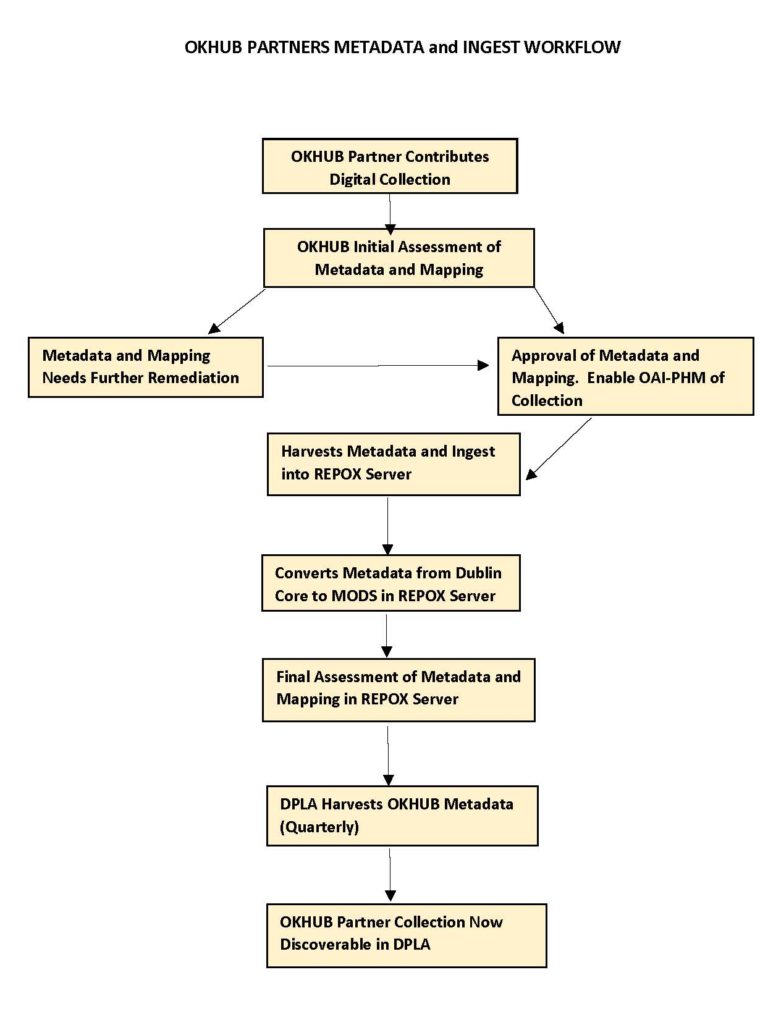 OKHUB PARTNERS METADATA and INGEST WORKFLOW
OKHUB Partner Contributes
Digital Collection
OKHUB Initial Assessment of
Metadata and Mapping
Metadata and Mapping
Needs Further Remediation
Approval of Metadata and
Mapping.  Enable OAI-PHM of
Collection
Harvests Metadata and Ingest
into REPOX Server
Converts Metadata from Dublin
Core to MODS in REPOX Server
Final Assessment of Metadata and
Mapping in REPOX Server
DPLA Harvests OKHUB Metadata
(Quarterly)
OKHUB Partner Collection Now
Discoverable in DPLA